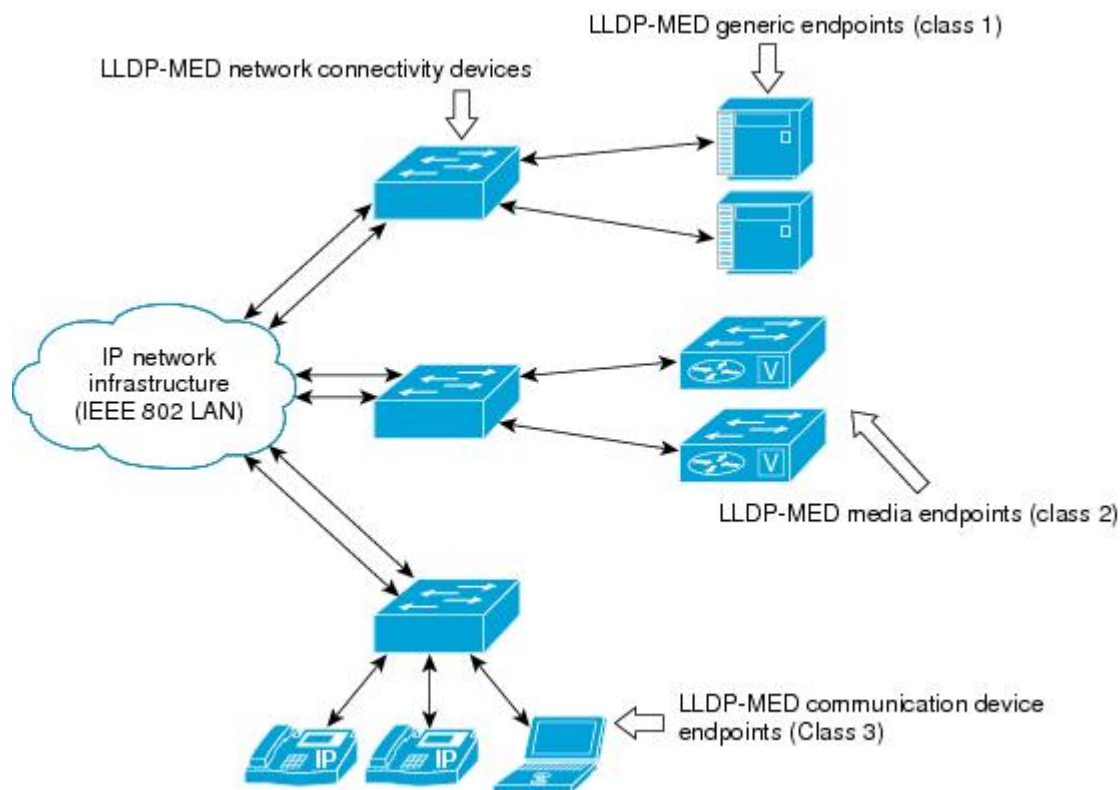 LLDP-MED generic endpoints (class 1)
LLDP-MED network connectivity devices
IP network
infrastructure
(IEEE 802 LAN)
V
V
LLDP-MED media endpoints (class 2)
LLDP-MED communication device
endpoints (Class 3)
IP
IP